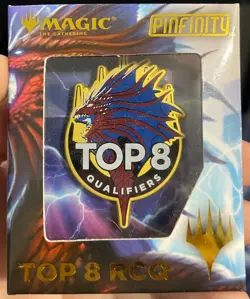 MAGIC
THE GATHERING
PINFINITY
TOP 8
QUALIFIERS
TOP 8 RCQ